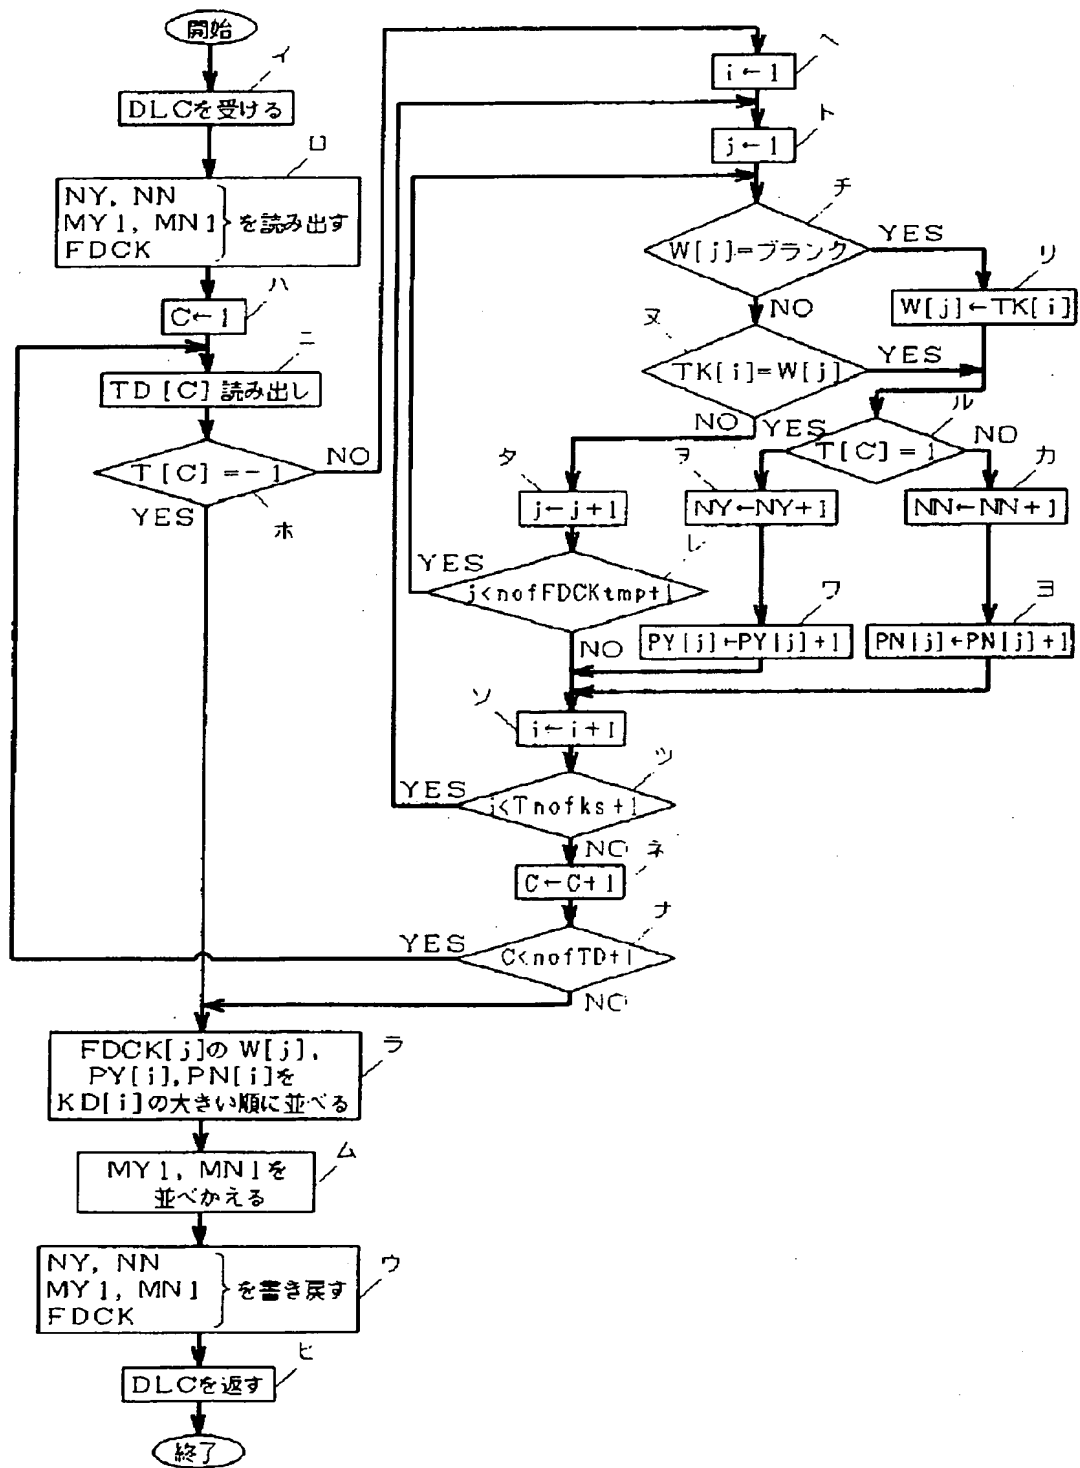 開始
イ
DLCを受ける
ロ
NY, NN
MY1, MN1 を読み出す
FDCK
ハ
C←1
ニ
TD[C]読み出し
T[C]=-1
NO
YES
ホ
ヘ
i←1
ト
j←1
チ
W[j]=ブランク
YES
NO
リ
W[j]←TK[i]
ヌ
TK[i]=W[j]
YES
NO
ル
T[C]=1
YES
NO
タ
j←j+1
ヲ
NY←NY+1
カ
NN←NN+1
レ
j<nofFDCKtmp+1
YES
NO
ワ
PY[j]←PY[j]+1
ヨ
PN[j]←PN[j]+1
ソ
i←i+1
ツ
i<Tnofks+1
YES
NO
ネ
C←C+1
ナ
C<nofTD+1
YES
NO
ラ
FDCK[j]の W[j],
PY[i],PN[i]を
KD[i]の大きい順に並べる
ム
MY1, MN1を
並べかえる
ウ
NY, NN
MY1, MN1 を書き戻す
FDCK
ヒ
DLCを返す
終了